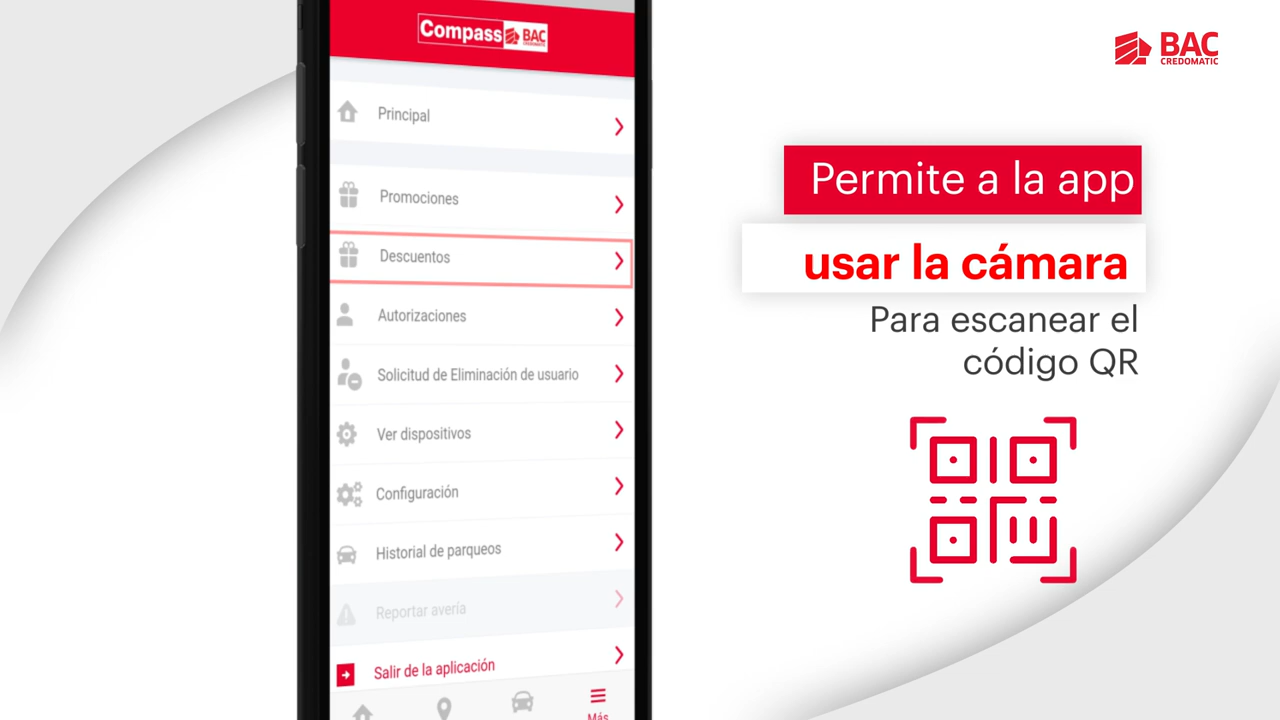 Compass BAC
CREDOMATIC
Principal
Promociones
Descuentos
Autorizaciones
Solicitud de Eliminación de usuario
Ver dispositivos
Configuración
Historial de parqueos
Reportar avería
Salir de la aplicación
Más
BAC
CREDOMATIC
Permite a la app
usar la cámara
Para escanear el
código QR